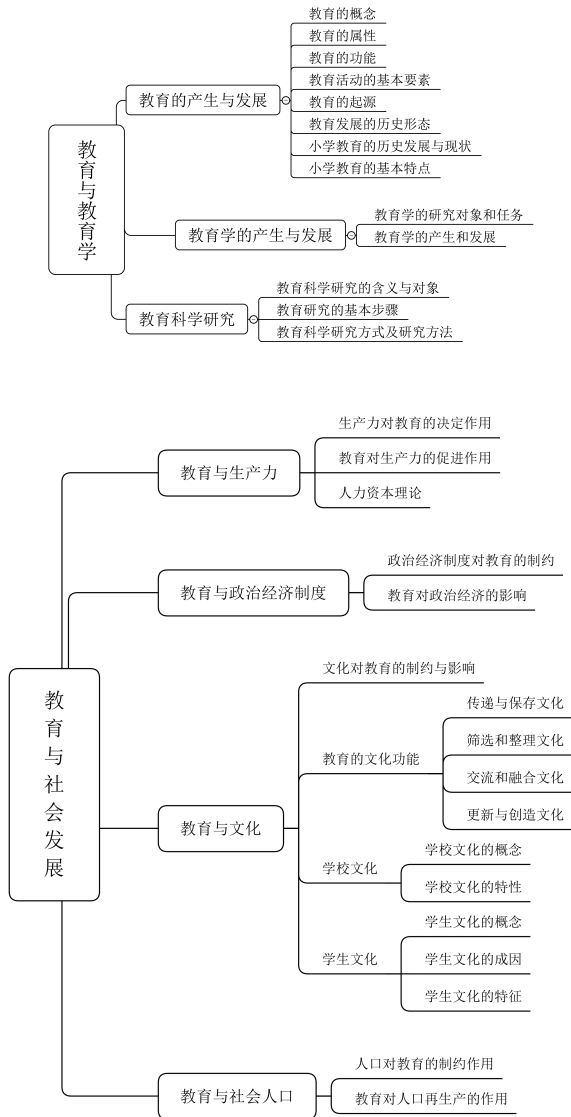 教育与教育学
教育的产生与发展
教育的概念
教育的属性
教育的功能
教育活动的基本要素
教育的起源
教育发展的历史形态
小学教育的历史发展与现状
小学教育的基本特点
教育学的产生与发展
教育学的研究对象和任务
教育学的产生和发展
教育科学研究
教育科学研究的含义与对象
教育研究的基本步骤
教育科学研究方式及研究方法
教育与社会发展
教育与生产力
生产力对教育的决定作用
教育对生产力的促进作用
人力资本理论
教育与政治经济制度
政治经济制度对教育的制约
教育对政治经济的影响
教育与文化
文化对教育的制约与影响
教育的文化功能
传递与保存文化
筛选和整理文化
交流和融合文化
更新与创造文化
学校文化
学校文化的概念
学校文化的特性
学生文化
学生文化的概念
学生文化的成因
学生文化的特征
教育与社会人口
人口对教育的制约作用
教育对人口再生产的作用